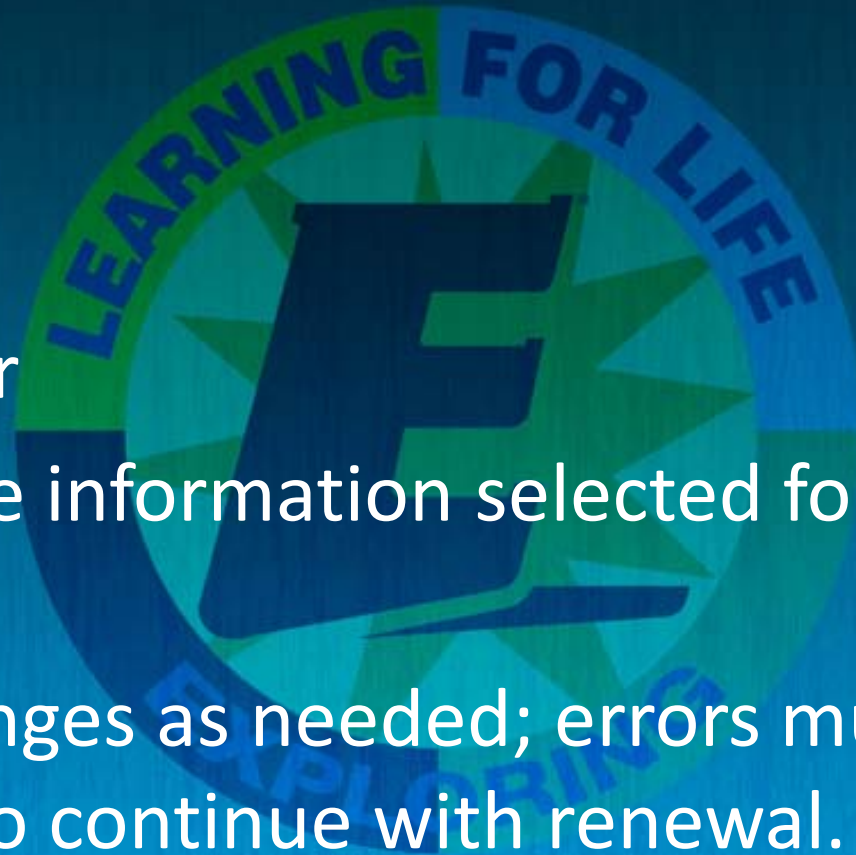 LEARNING FOR LIFE
E
r
e information selected fo
nges as needed; errors mu
o continue with renewal.
EXPLORING